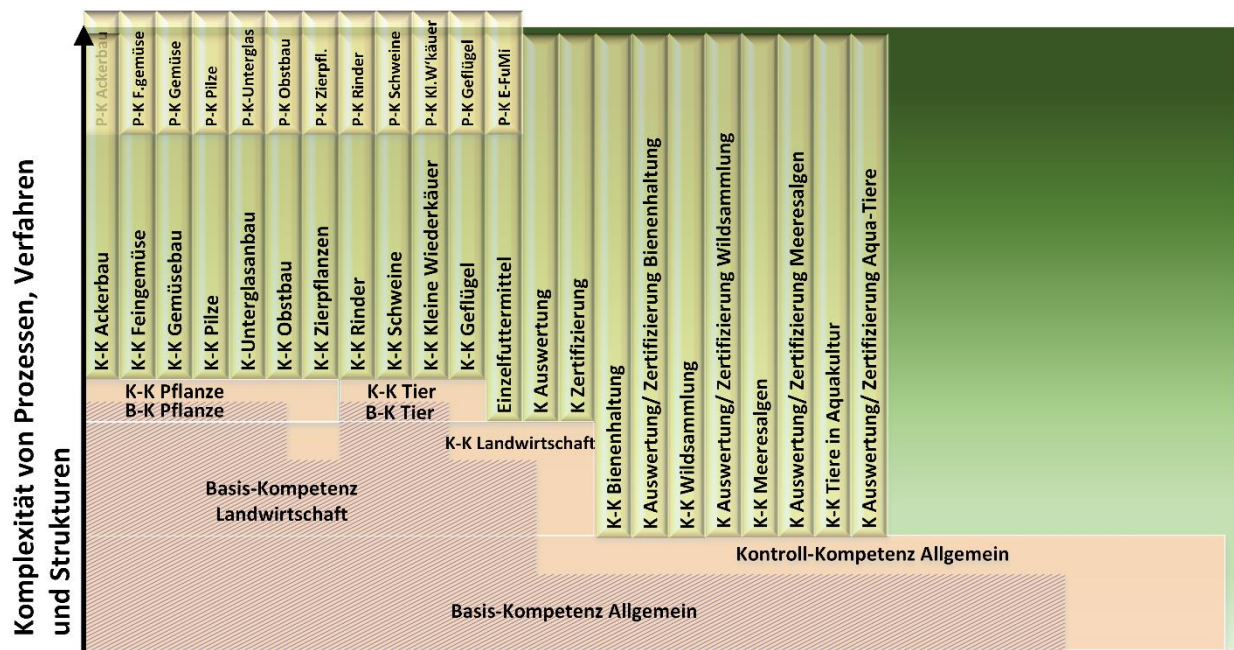 Komplexität von Prozessen, Verfahren
und Strukturen
P-K Ackerbau
P-K F.gemüse
P-K Gemüse
P-K Pilze
P-K-Unterglas
P-K Obstbau
P-K Zierpfl.
P-K Rinder
P-K Schweine
P-K Kl.W'käuer
P-K Geflügel
P-K E-FuMi
K-K Ackerbau
K-K Feingemüse
K-K Gemüsebau
K-K Pilze
K-Unterglasanbau
K-K Obstbau
K-K Zierpflanzen
K-K Rinder
K-K Schweine
K-K Kleine Wiederkäuer
K-K Geflügel
Einzelfuttermittel
K Auswertung
K Zertifizierung
K-K Bienenhaltung
K Auswertung/ Zertifizierung Bienenhaltung
K-K Wildsammlung
K Auswertung/ Zertifizierung Wildsammlung
K-K Meeresalgen
K Auswertung/ Zertifizierung Meeresalgen
K-K Tiere in Aquakultur
K Auswertung/ Zertifizierung Aqua-Tiere
K-K Pflanze
B-K Pflanze
K-K Tier
B-K Tier
K-K Landwirtschaft
Basis-Kompetenz
Landwirtschaft
Kontroll-Kompetenz Allgemein
Basis-Kompetenz Allgemein